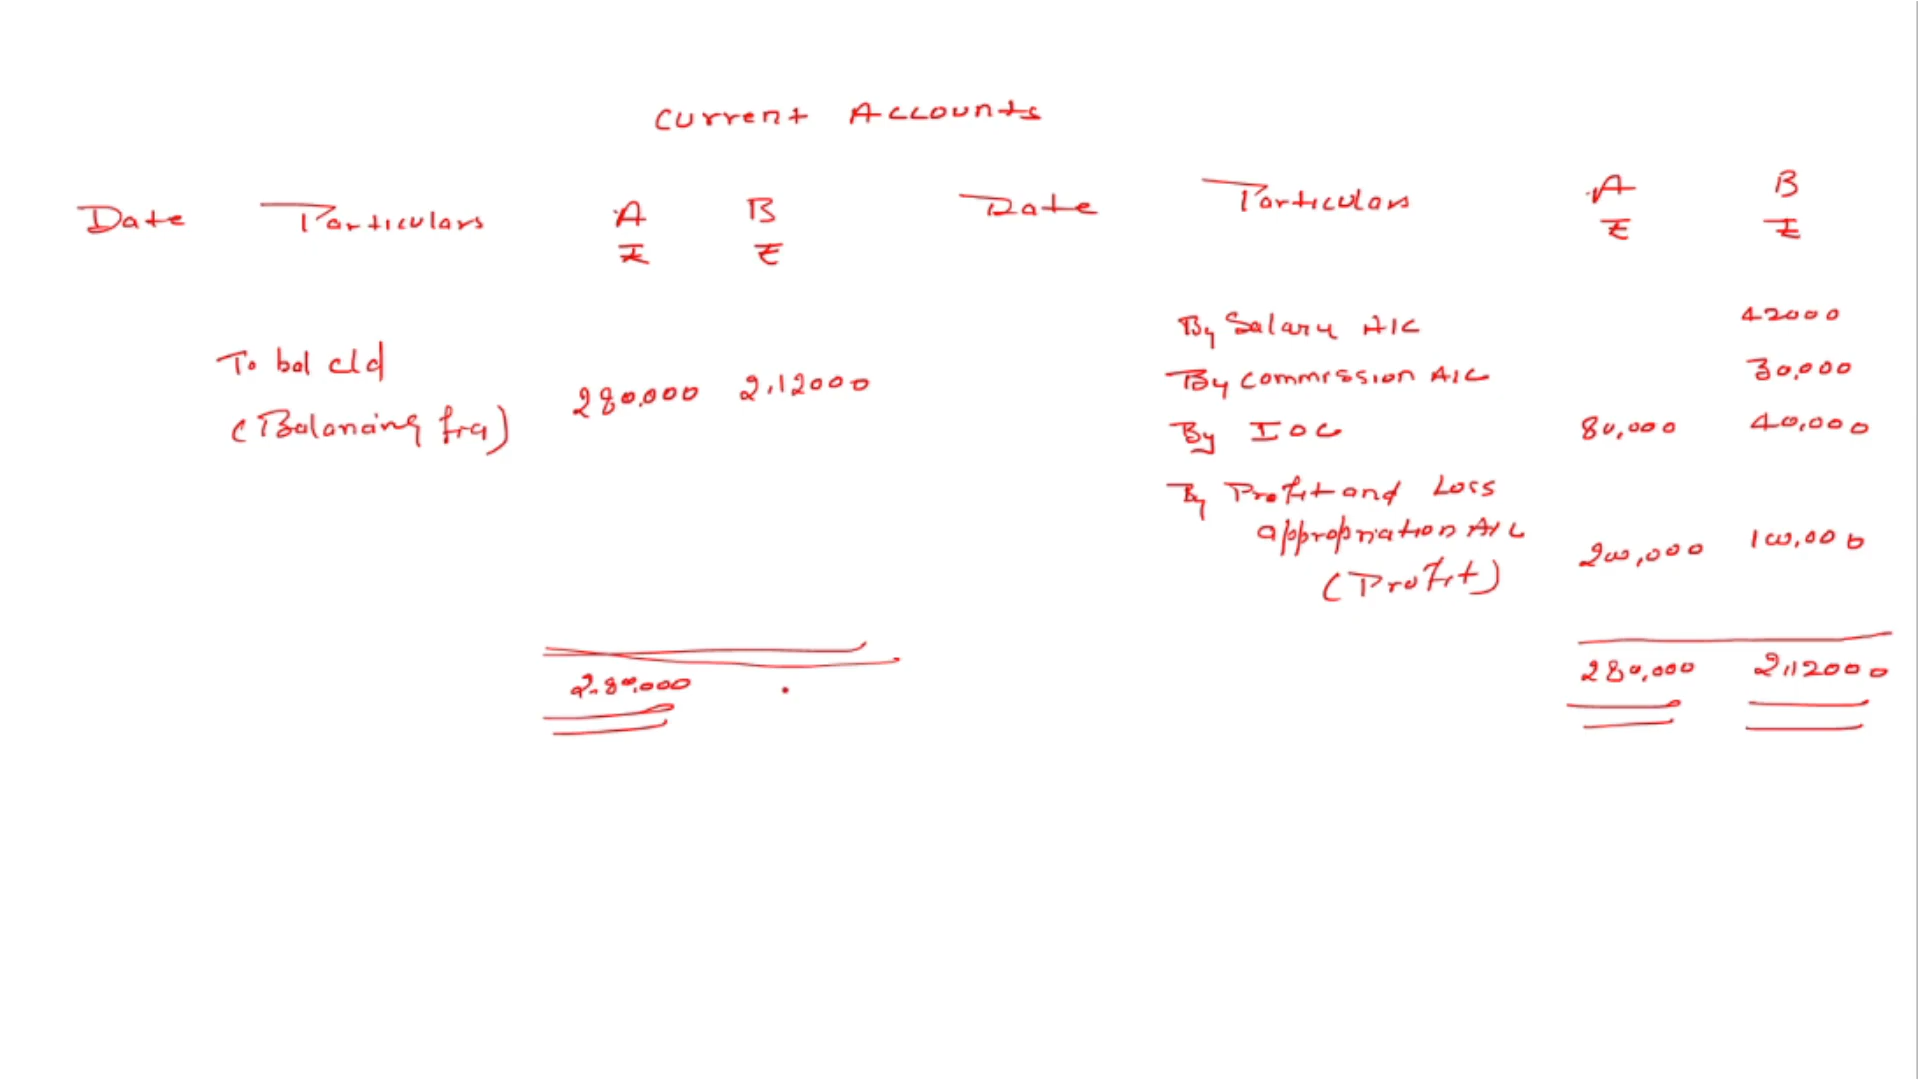 Current Accounts
Date Particulars A B Date Particulars A B
₹ ₹ ₹ ₹
By Salary A/C 42000
To bal c/d 280,000 2,12000 By Commission A/C 30,000
(Balancing fig) By IOC 80,000 40,000
By Profit and Loss
appropriation A/C 200,000 100,000
(Profit)
2,80,000 280,000 2,12000